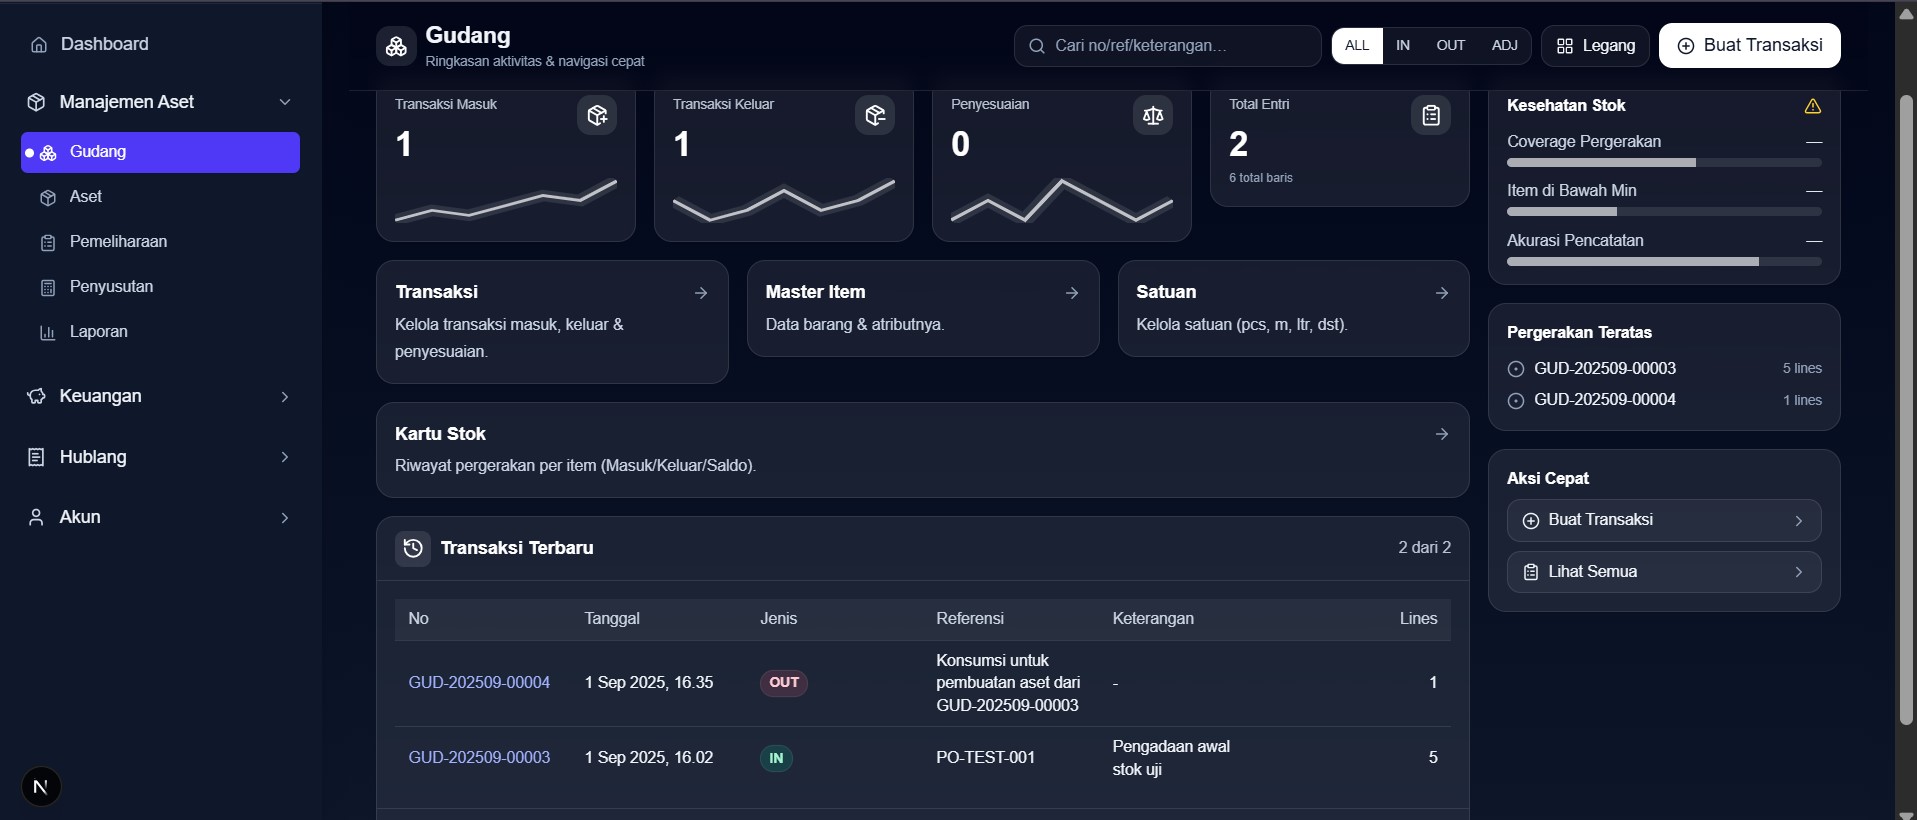 Dashboard
Manajemen Aset
Gudang
Aset
Pemeliharaan
Penyusutan
Laporan
Keuangan
Hublang
Akun
N
Gudang
Ringkasan aktivitas & navigasi cepat
Cari no/ref/keterangan...
ALL IN OUT ADJ
Legang
Buat Transaksi
Transaksi Masuk
1
Transaksi Keluar
1
Penyesuaian
0
Total Entri
2
6 total baris
Transaksi
Kelola transaksi masuk, keluar &
penyesuaian.
Master Item
Data barang & atributnya.
Satuan
Kelola satuan (pcs, m, ltr, dst).
Kartu Stok
Riwayat pergerakan per item (Masuk/Keluar/Saldo).
Transaksi Terbaru
2 dari 2
No Tanggal Jenis Referensi Keterangan Lines
GUD-202509-00004 1 Sep 2025, 16.35 OUT
Konsumsi untuk
pembuatan aset dari
GUD-202509-00003
- 1
GUD-202509-00003 1 Sep 2025, 16.02 IN PO-TEST-001
Pengadaan awal
stok uji
5
Kesehatan Stok
Coverage Pergerakan —
Item di Bawah Min —
Akurasi Pencatatan —
Pergerakan Teratas
GUD-202509-00003 5 lines
GUD-202509-00004 1 lines
Aksi Cepat
Buat Transaksi
Lihat Semua